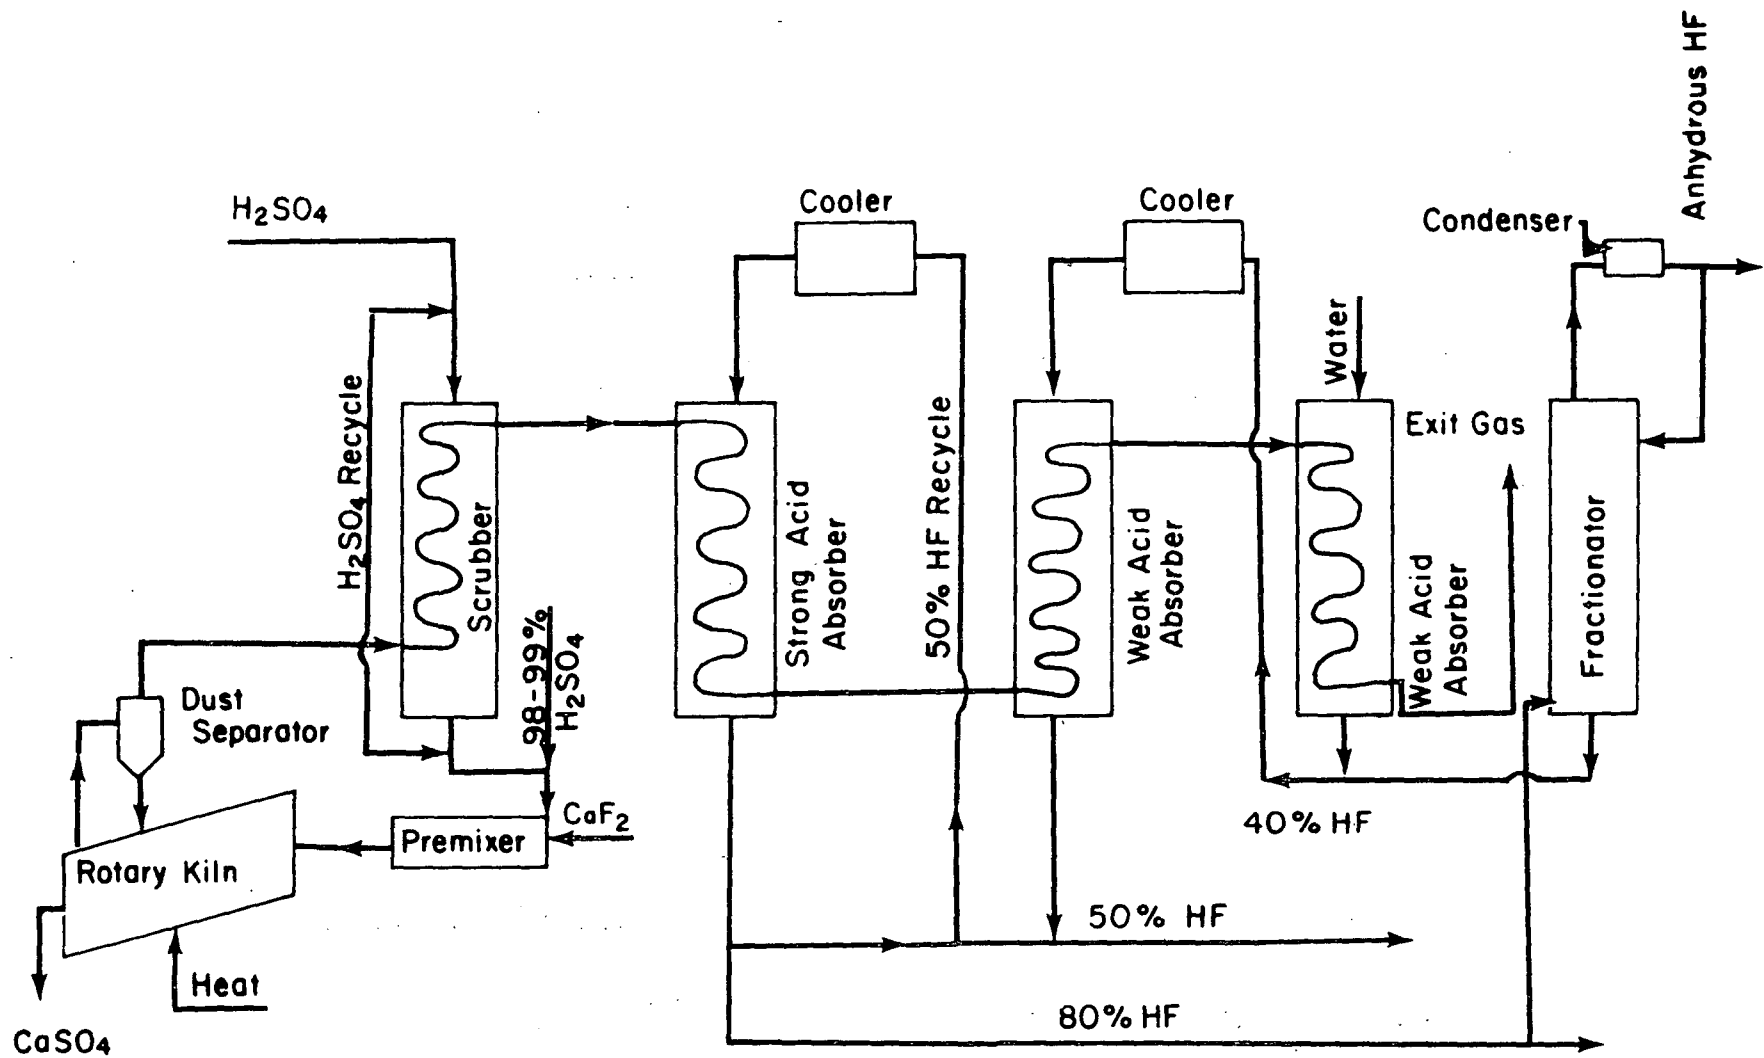 Anhydrous HF
H₂SO₄
Cooler
Cooler
Condenser
Water
H₂SO₄ Recycle
Scrubber
Strong Acid
Absorber
50% HF Recycle
Weak Acid
Absorber
Exit Gas
Weak Acid
Absorber
Fractionator
98-99%
H₂SO₄
Dust
Separator
CaF₂
Premixer
Rotary Kiln
40% HF
50% HF
Heat
80% HF
CaSO₄